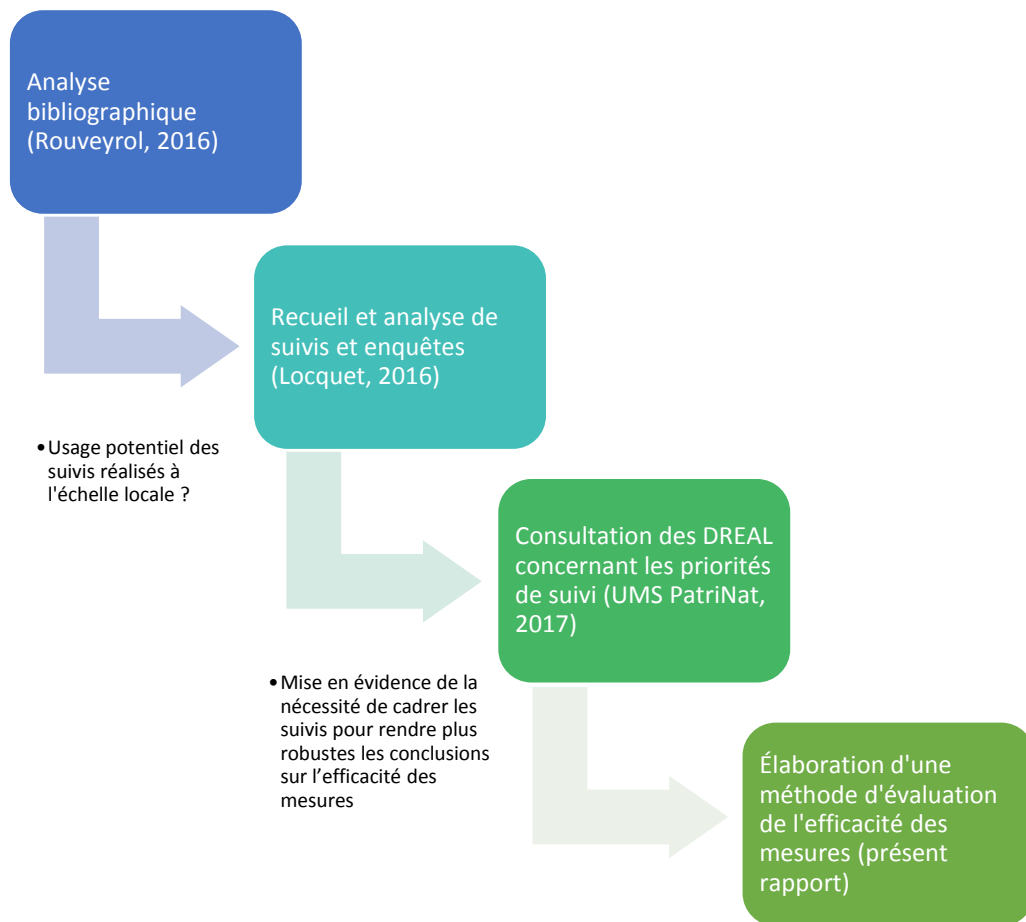 Analyse
bibliographique
(Rouveyrol, 2016)
Recueil et analyse de
suivis et enquêtes
(Locquet, 2016)
•Usage potentiel des
suivis réalisés à
l'échelle locale ?
Consultation des DREAL
concernant les priorités
de suivi (UMS PatriNat,
2017)
•Mise en évidence de la
nécessité de cadrer les
suivis pour rendre plus
robustes les conclusions
sur l’efficacité des
mesures
Élaboration d'une
méthode d'évaluation
de l'efficacité des
mesures (présent
rapport)